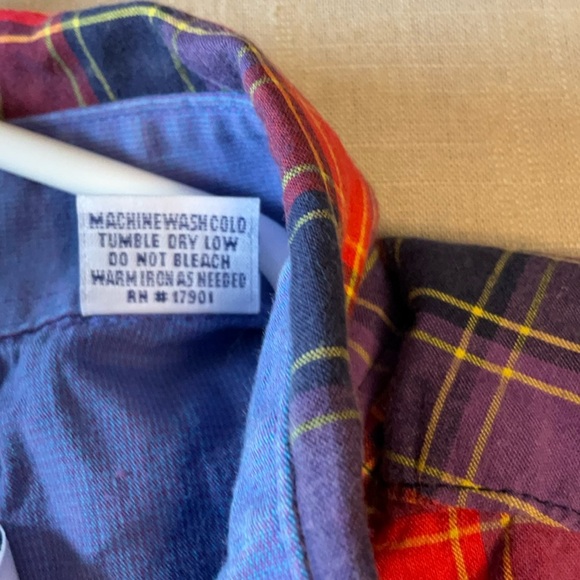 MACHINE WASH COLD
TUMBLE DRY LOW
DO NOT BLEACH
WARM IRON AS NEEDED
RN # 17901